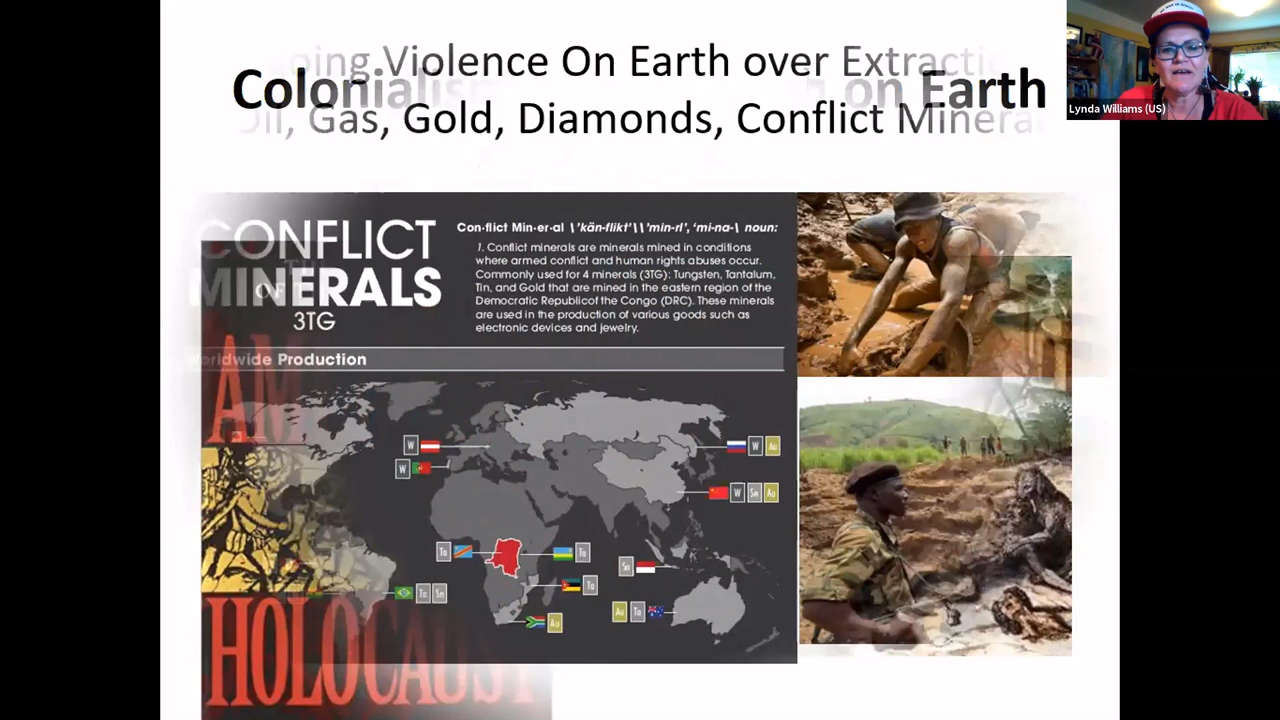 oing Violence On Earth over Extracti
Colonialis on Earth
Oil, Gas, Gold, Diamonds, Conflict Minera
Lynda Williams (US)
CONFLICT
MINERALS
3TG
Con·flict Min·er·al \ 'kän-flikt' \ \ 'min-rl', 'mi-na-\ noun:
1. Conflict minerals are minerals mined in conditions
where armed conflict and human rights abuses occur.
Commonly used for 4 minerals (3TG): Tungsten, Tantalum,
Tin, and Gold that are mined in the eastern region of the
Democratic Republicof the Congo (DRC). These minerals
are used in the production of various goods such as
electronic devices and jewelry.
orldwide Production
AM
HOLOCAUST
W
W
W Au
W Sn Au
Ta
Ta
Sn
Ta
Ta Sn
Au
Au Ta